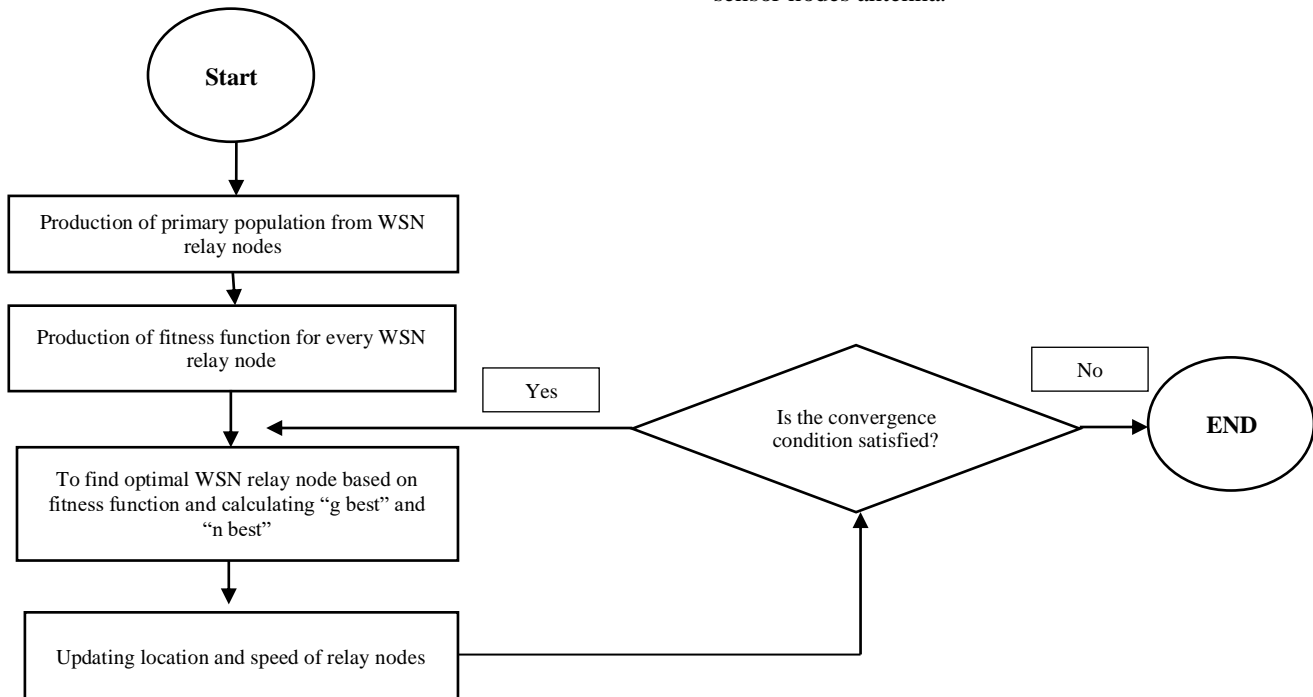 sensor nodes antenna.
Start
Production of primary population from WSN
relay nodes
Production of fitness function for every WSN
relay node
Yes
No
Is the convergence
condition satisfied?
END
To find optimal WSN relay node based on
fitness function and calculating “g best” and
“n best”
Updating location and speed of relay nodes